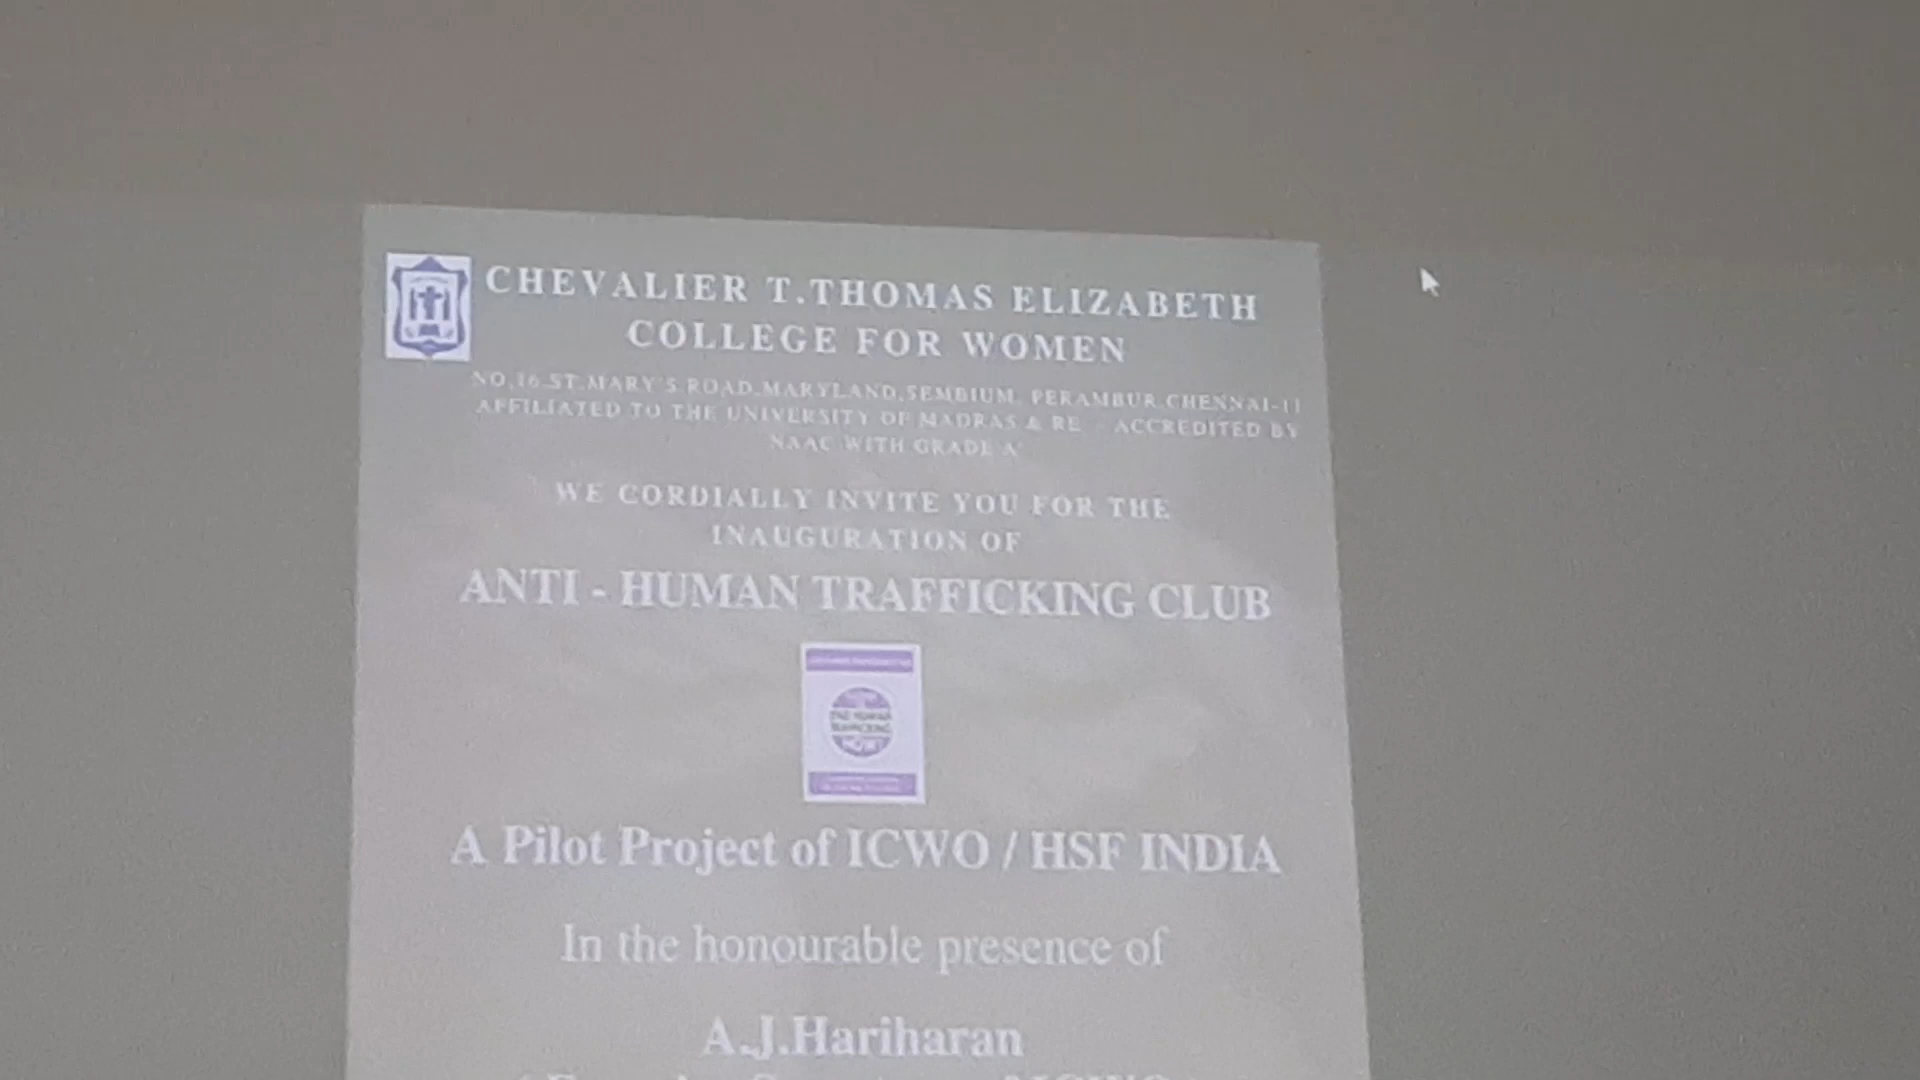 CHEVALIER T.THOMAS ELIZABETH
COLLEGE FOR WOMEN
NO,16,ST.MARY'S ROAD,MARYLAND,SEMBIUM, PERAMBUR,CHENNAI-11
AFFILIATED TO THE UNIVERSITY OF MADRAS & RE ACCREDITED BY
NAAC WITH GRADE A'
WE CORDIALLY INVITE YOU FOR THE
INAUGURATION OF
ANTI - HUMAN TRAFFICKING CLUB
A Pilot Project of ICWO / HSF INDIA
In the honourable presence of
A.J.Hariharan